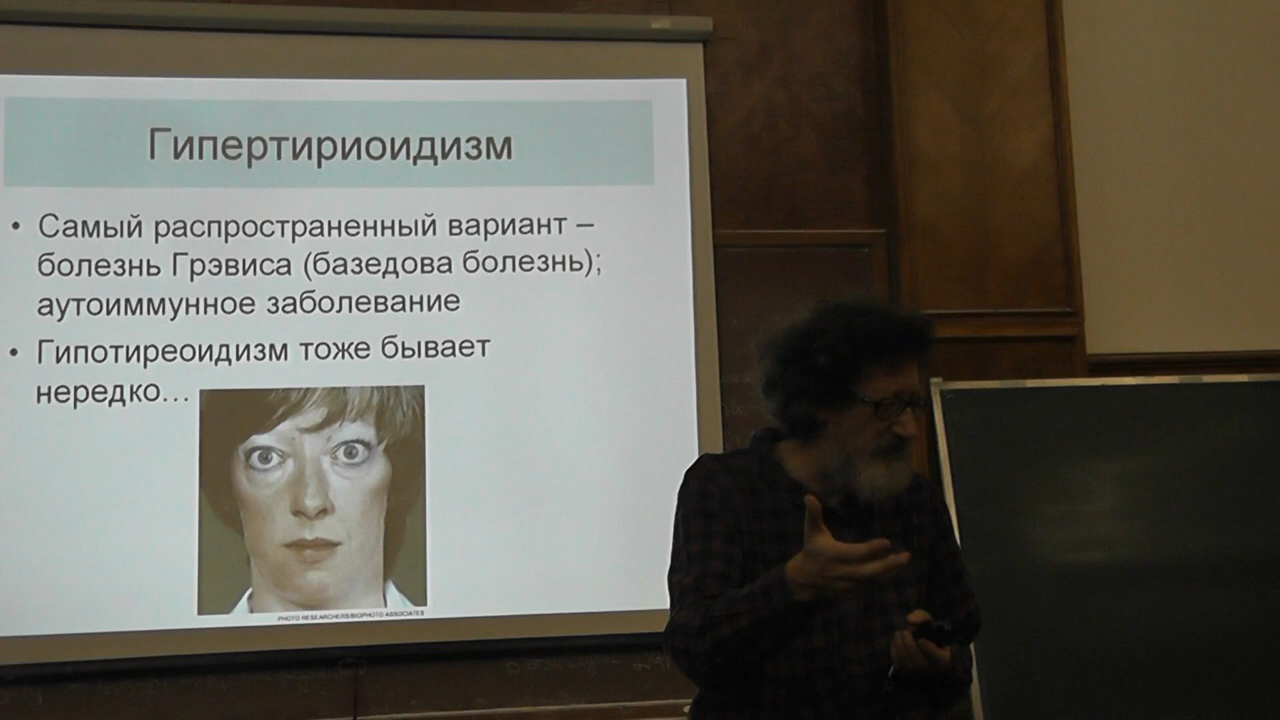 Гипертириоидизм
• Самый распространенный вариант –
болезнь Грэвиса (базедова болезнь);
аутоиммунное заболевание
• Гипотиреоидизм тоже бывает
нередко…
PHOTO RESEARCHERS/BIOPHOTO ASSOCIATES